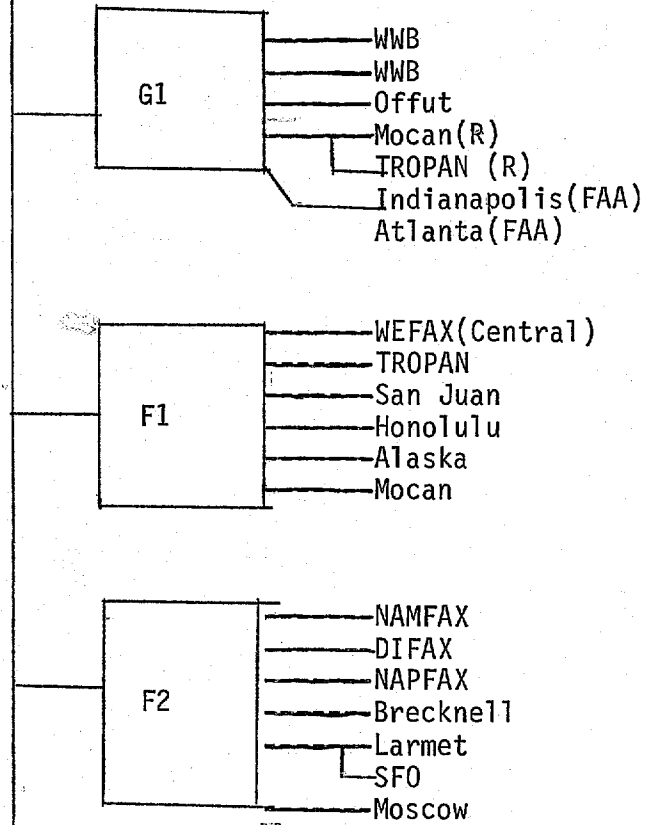 G1
WWB
WWB
Offut
Mocan(R)
TROPAN (R)
Indianapolis(FAA)
Atlanta(FAA)
F1
WEFAX(Central)
TROPAN
San Juan
Honolulu
Alaska
Mocan
F2
NAMFAX
DIFAX
NAPFAX
Brecknell
Larmet
SFO
Moscow